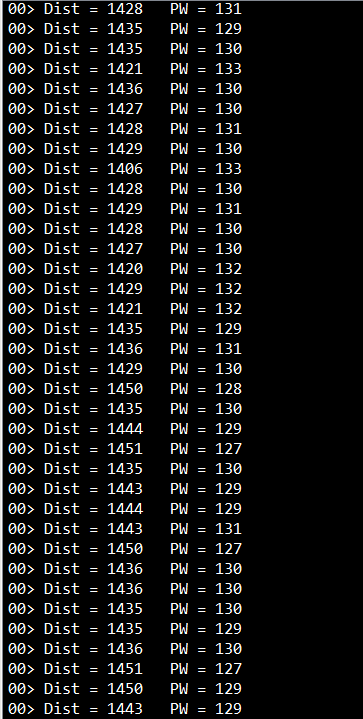 00> Dist = 1428   PW = 131
00> Dist = 1435   PW = 129
00> Dist = 1435   PW = 130
00> Dist = 1421   PW = 133
00> Dist = 1436   PW = 130
00> Dist = 1427   PW = 130
00> Dist = 1428   PW = 131
00> Dist = 1429   PW = 130
00> Dist = 1406   PW = 133
00> Dist = 1428   PW = 130
00> Dist = 1429   PW = 131
00> Dist = 1428   PW = 130
00> Dist = 1427   PW = 130
00> Dist = 1420   PW = 132
00> Dist = 1429   PW = 132
00> Dist = 1421   PW = 132
00> Dist = 1435   PW = 129
00> Dist = 1436   PW = 131
00> Dist = 1429   PW = 130
00> Dist = 1450   PW = 128
00> Dist = 1435   PW = 130
00> Dist = 1444   PW = 129
00> Dist = 1451   PW = 127
00> Dist = 1435   PW = 130
00> Dist = 1443   PW = 129
00> Dist = 1444   PW = 129
00> Dist = 1443   PW = 131
00> Dist = 1450   PW = 127
00> Dist = 1436   PW = 130
00> Dist = 1436   PW = 130
00> Dist = 1435   PW = 130
00> Dist = 1435   PW = 129
00> Dist = 1436   PW = 130
00> Dist = 1451   PW = 127
00> Dist = 1450   PW = 129
00> Dist = 1443   PW = 129